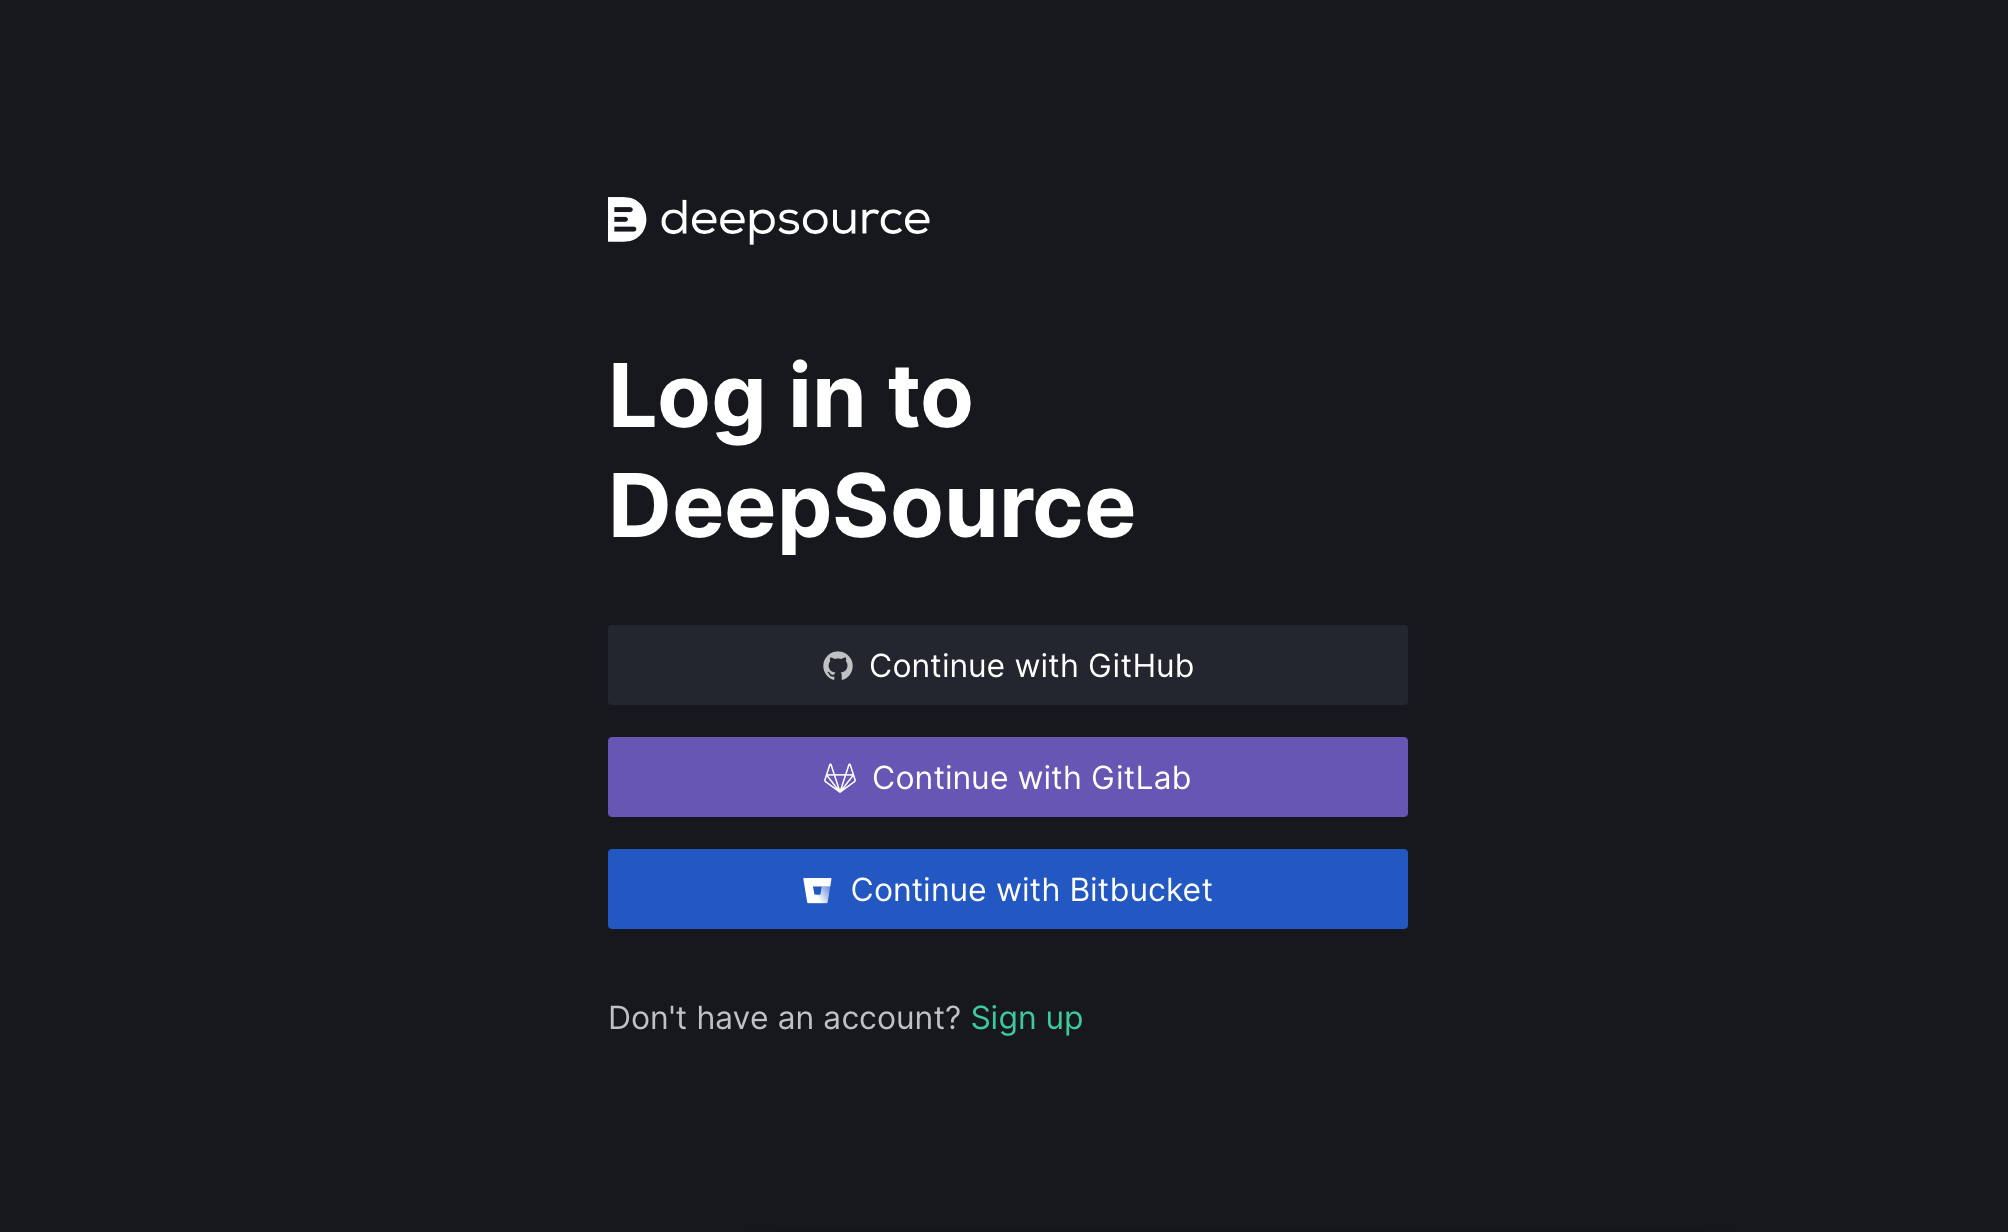 deepsource
Log in to
DeepSource
Continue with GitHub
Continue with GitLab
Continue with Bitbucket
Don't have an account? Sign up